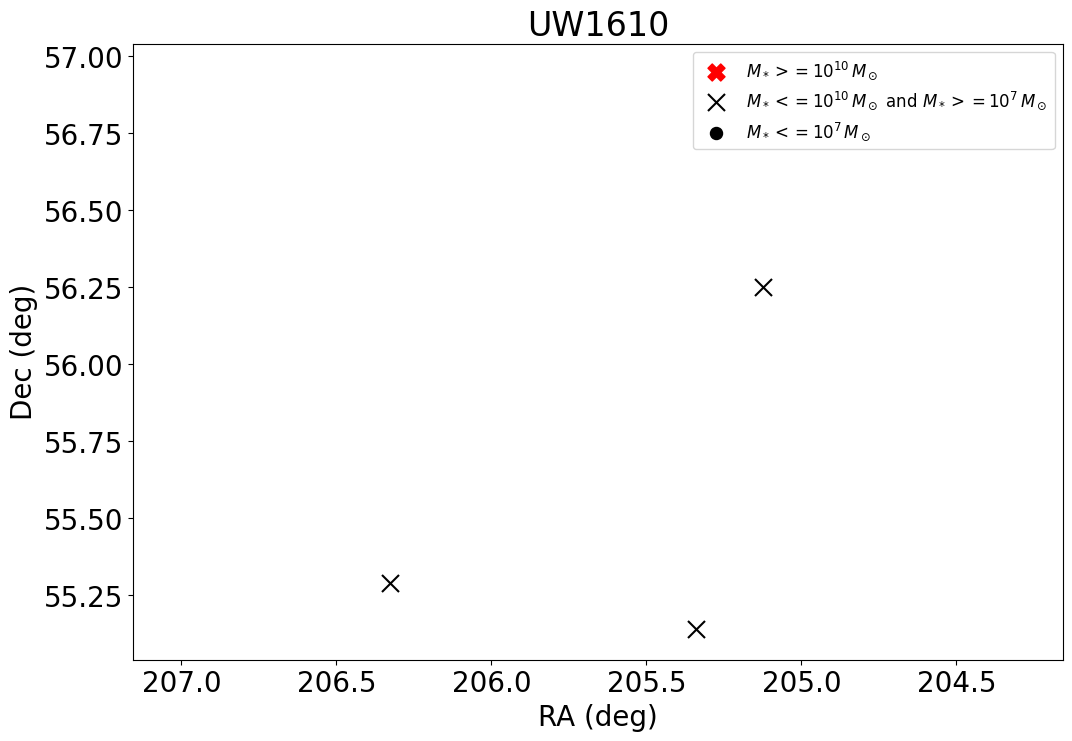 UW1610
M* >= 10^10 M⊙
M* <= 10^10 M⊙ and M* >= 10^7 M⊙
M* <= 10^7 M⊙
57.00
56.75
56.50
56.25
56.00
55.75
55.50
55.25
Dec (deg)
207.0 206.5 206.0 205.5 205.0 204.5
RA (deg)